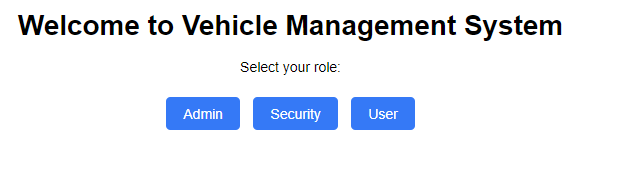 Welcome to Vehicle Management System
Select your role:
Admin Security User